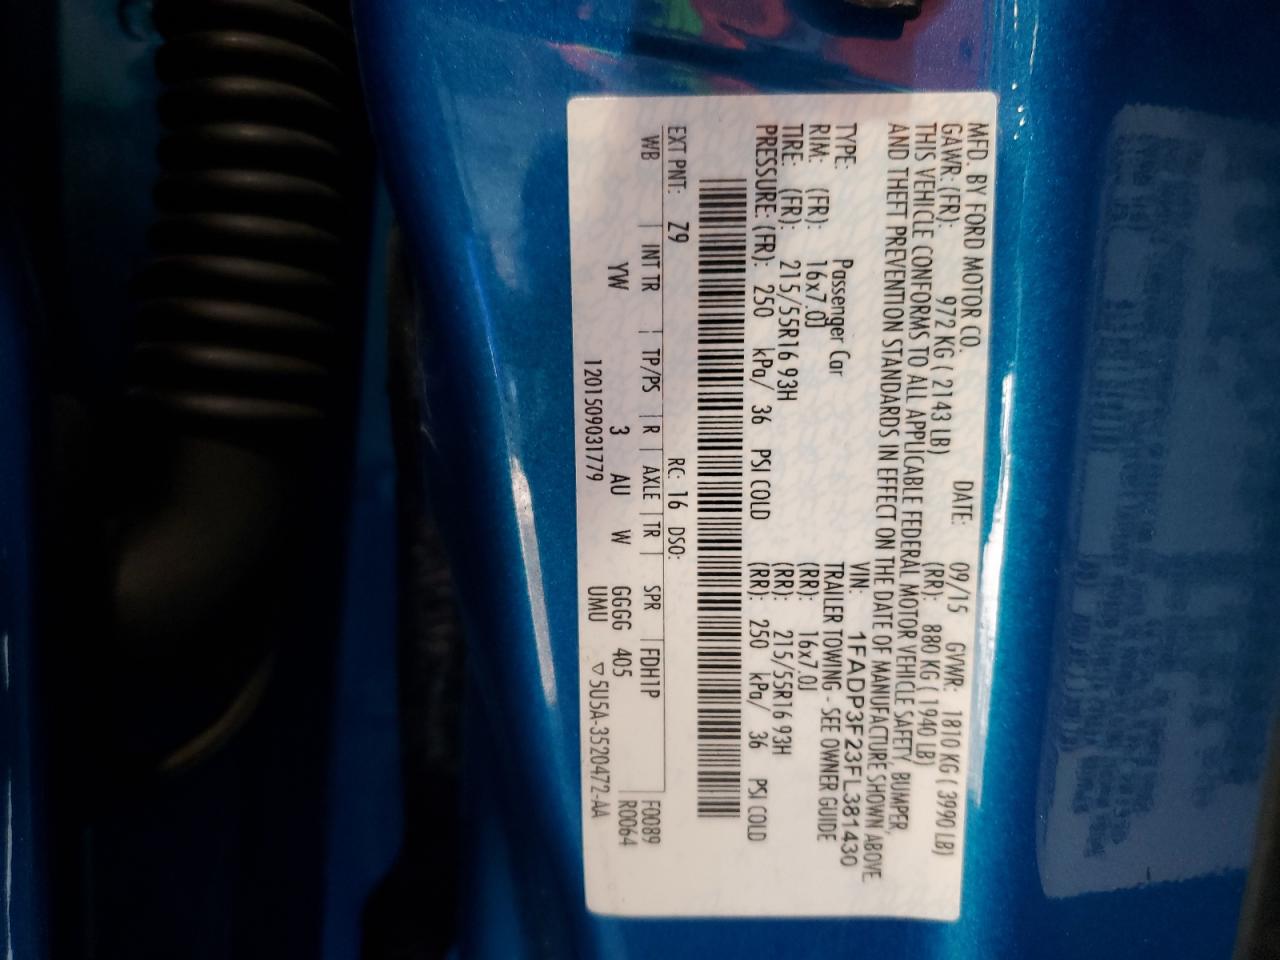 MFD. BY FORD MOTOR CO. DATE: 09/15 GVWR: 1810 KG ( 3990 LB)
GAWR: (FR): 972 KG ( 2143 LB) (RR): 880 KG ( 1940 LB)
THIS VEHICLE CONFORMS TO ALL APPLICABLE FEDERAL MOTOR VEHICLE SAFETY, BUMPER,
AND THEFT PREVENTION STANDARDS IN EFFECT ON THE DATE OF MANUFACTURE SHOWN ABOVE.
VIN: 1FADP3F23FL381430
TYPE: Passenger Car TRAILER TOWING - SEE OWNER GUIDE
RIM: (FR): 16x7.0J (RR): 16x7.0J
TIRE: (FR): 215/55R16 93H (RR): 215/55R16 93H
PRESSURE: (FR): 250 kPa/ 36 PSI COLD (RR): 250 kPa/ 36 PSI COLD
EXT PNT: Z9 RC: 16 DSO: F0089
WB | INT TR | TP/PS | R | AXLE | TR | SPR | FDH1P R0064
YW 3 AU W GGGG 405
UMU
1201509031779 ▽ 5U5A-3520472-AA